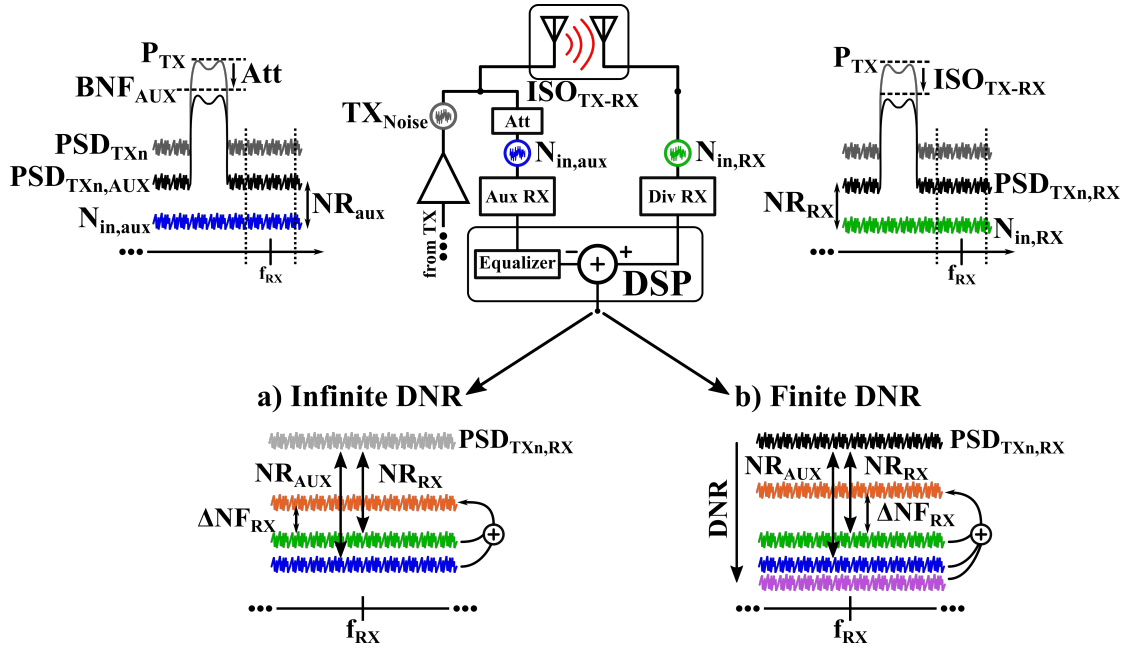 P_TX
Att
BNF_AUX
PSD_TXn
PSD_TXn,AUX
NR_aux
N_in,aux
f_RX
ISO_TX-RX
TX_Noise
Att
N_in,aux
N_in,RX
Aux RX
Div RX
from TX
Equalizer
−
+
+
DSP
P_TX
ISO_TX-RX
PSD_TXn
PSD_TXn,RX
NR_RX
N_in,RX
f_RX
a) Infinite DNR
PSD_TXn,RX
NR_AUX
NR_RX
ΔNF_RX
+
f_RX
b) Finite DNR
PSD_TXn,RX
NR_AUX
NR_RX
DNR
ΔNF_RX
+
f_RX